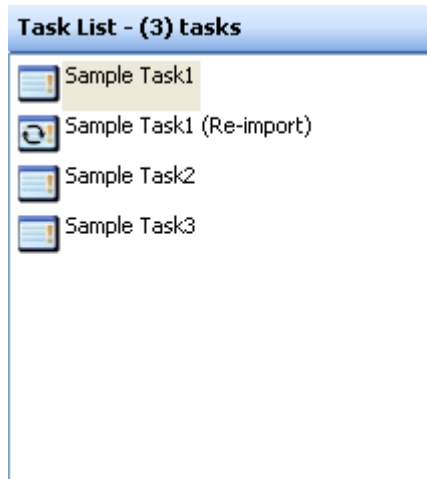 Task List - (3) tasks
Sample Task1
Sample Task1 (Re-import)
Sample Task2
Sample Task3